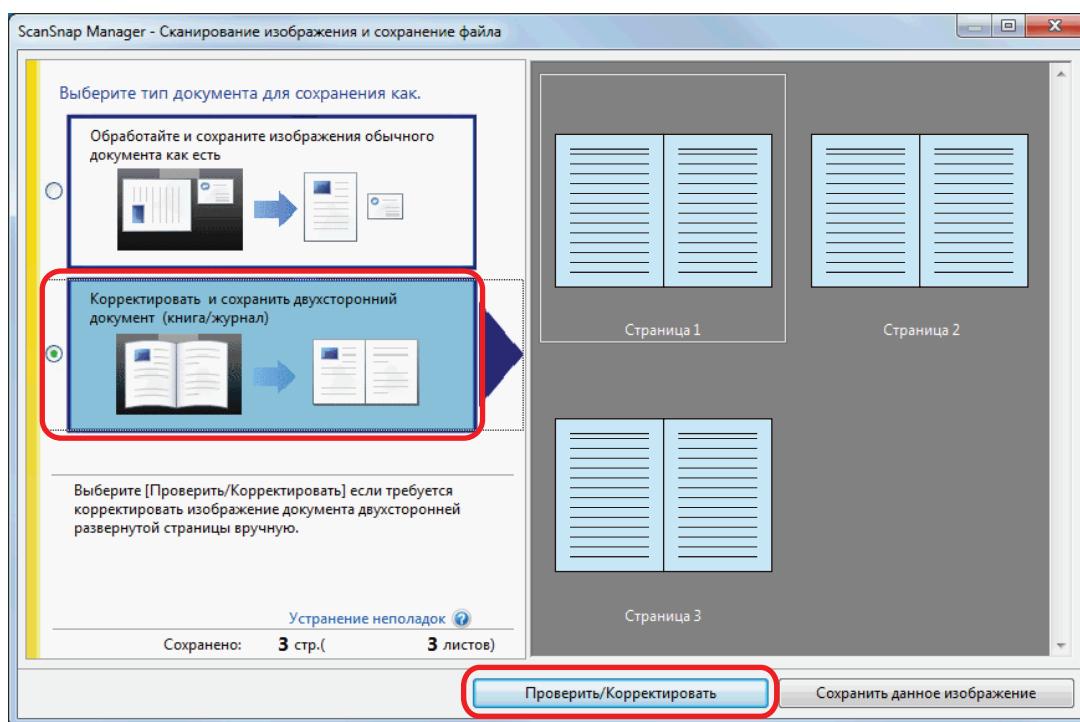 ScanSnap Manager - Сканирование изображения и сохранение файла
Выберите тип документа для сохранения как.
Обработайте и сохраните изображения обычного
документа как есть
Корректировать и сохранить двухсторонний
документ (книга/журнал)
Выберите [Проверить/Корректировать] если требуется
корректировать изображение документа двухсторонней
развернутой страницы вручную.
Устранение неполадок
Сохранено: 3 стр.( 3 листов)
Страница 1
Страница 2
Страница 3
Проверить/Корректировать
Сохранить данное изображение